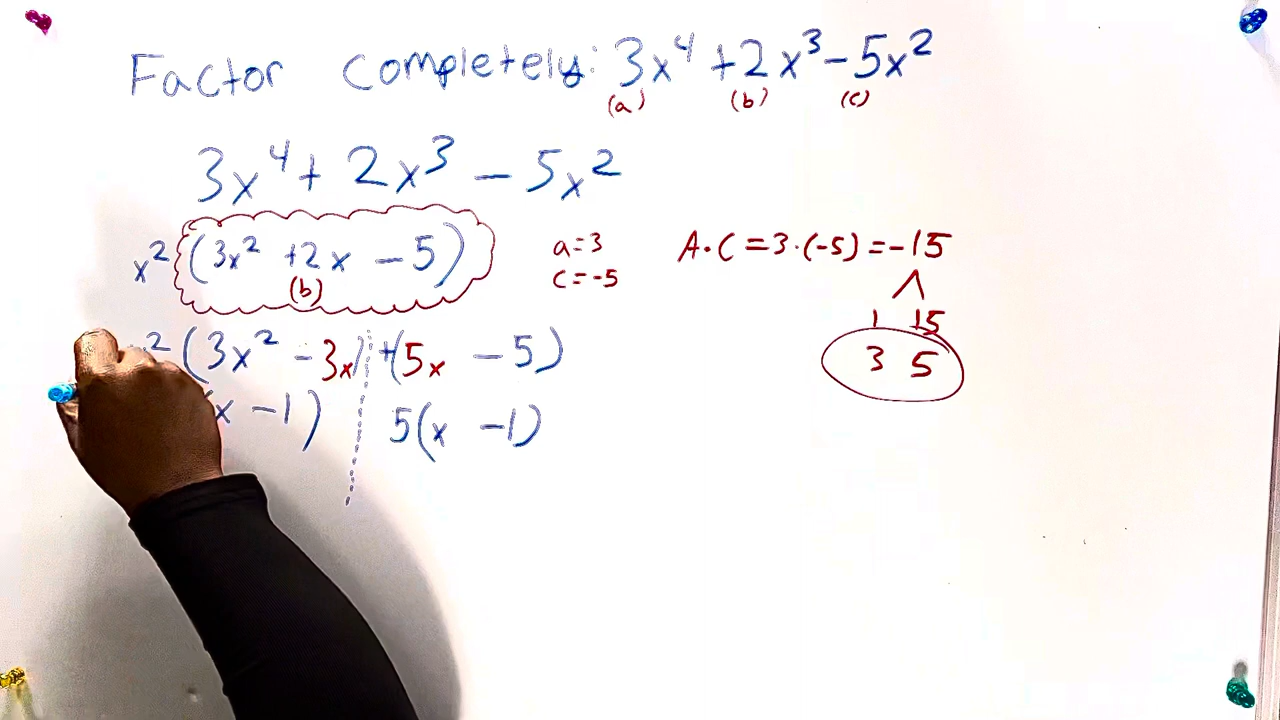 Factor completely: 3x⁴ + 2x³ - 5x²
(a) (b) (c)
3x⁴ + 2x³ - 5x²
x² (3x² + 2x - 5)
(b)
a=3
c=-5
A·C = 3·(-5) = -15
1 15
3 5
x² (3x² - 3x) + (5x - 5)
(x - 1) 5(x - 1)